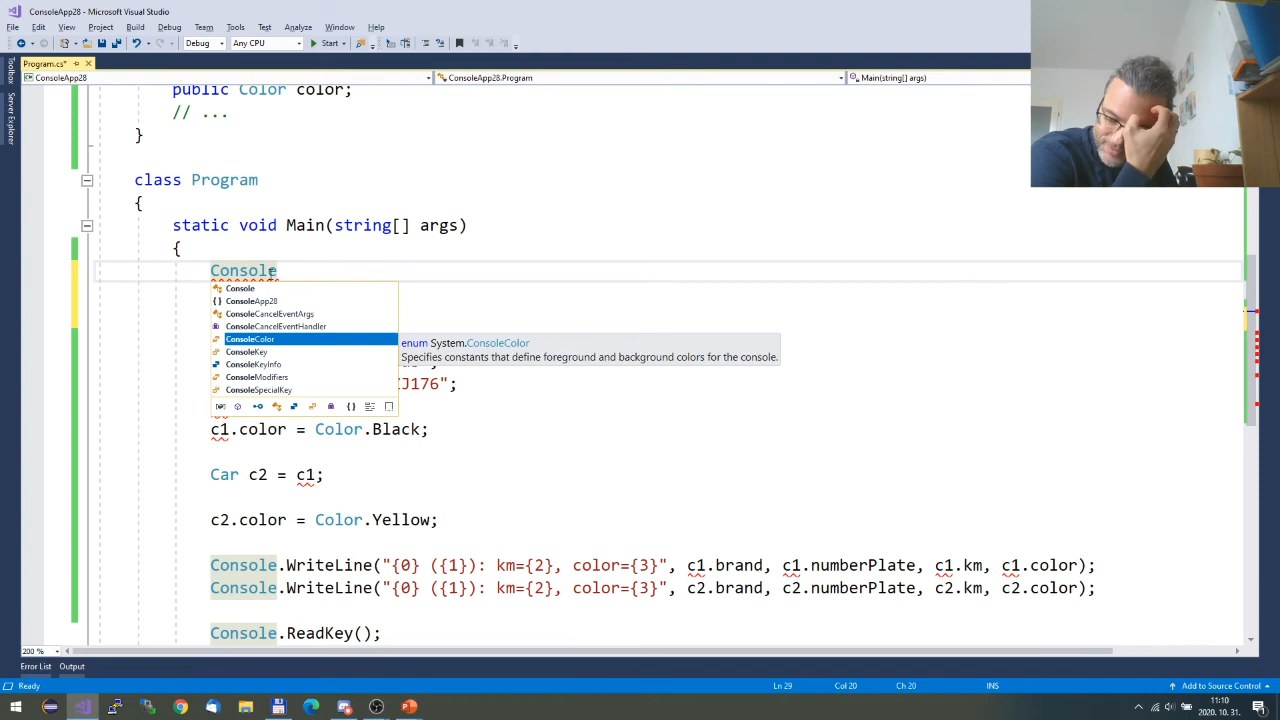 ConsoleApp28 - Microsoft Visual Studio
File Edit View Project Build Debug Team Tools Test Analyze Window Help
Debug Any CPU Start
Program.cs*
ConsoleApp28 ConsoleApp28.Program Main(string[] args)
Toolbox
Server Explorer
public Color color;
// ...
}
class Program
{
static void Main(string[] args)
{
Console
Console
{ } ConsoleApp28
ConsoleCancelEventArgs
ConsoleCancelEventHandler
ConsoleColor
ConsoleKey
ConsoleKeyInfo
ConsoleModifiers
ConsoleSpecialKey
enum System.ConsoleColor
Specifies constants that define foreground and background colors for the console.
J176";
c1.color = Color.Black;
Car c2 = c1;
c2.color = Color.Yellow;
Console.WriteLine("{0} ({1}): km={2}, color={3}", c1.brand, c1.numberPlate, c1.km, c1.color);
Console.WriteLine("{0} ({1}): km={2}, color={3}", c2.brand, c2.numberPlate, c2.km, c2.color);
Console.ReadKey();
200 %
Error List Output
Ready Ln 29 Col 20 Ch 20 INS Add to Source Control
11:10
2020. 10. 31.